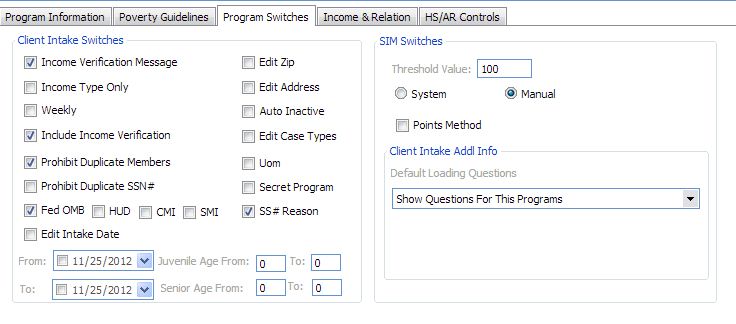 Program Information Poverty Guidelines Program Switches Income & Relation HS/AR Controls
Client Intake Switches
Income Verification Message Edit Zip
Income Type Only Edit Address
Weekly Auto Inactive
Include Income Verification Edit Case Types
Prohibit Duplicate Members Uom
Prohibit Duplicate SSN# Secret Program
Fed OMB HUD CMI SMI SS# Reason
Edit Intake Date
From: 11/25/2012 Juvenile Age From: 0 To: 0
To: 11/25/2012 Senior Age From: 0 To: 0
SIM Switches
Threshold Value: 100
System Manual
Points Method
Client Intake Addl Info
Default Loading Questions
Show Questions For This Programs